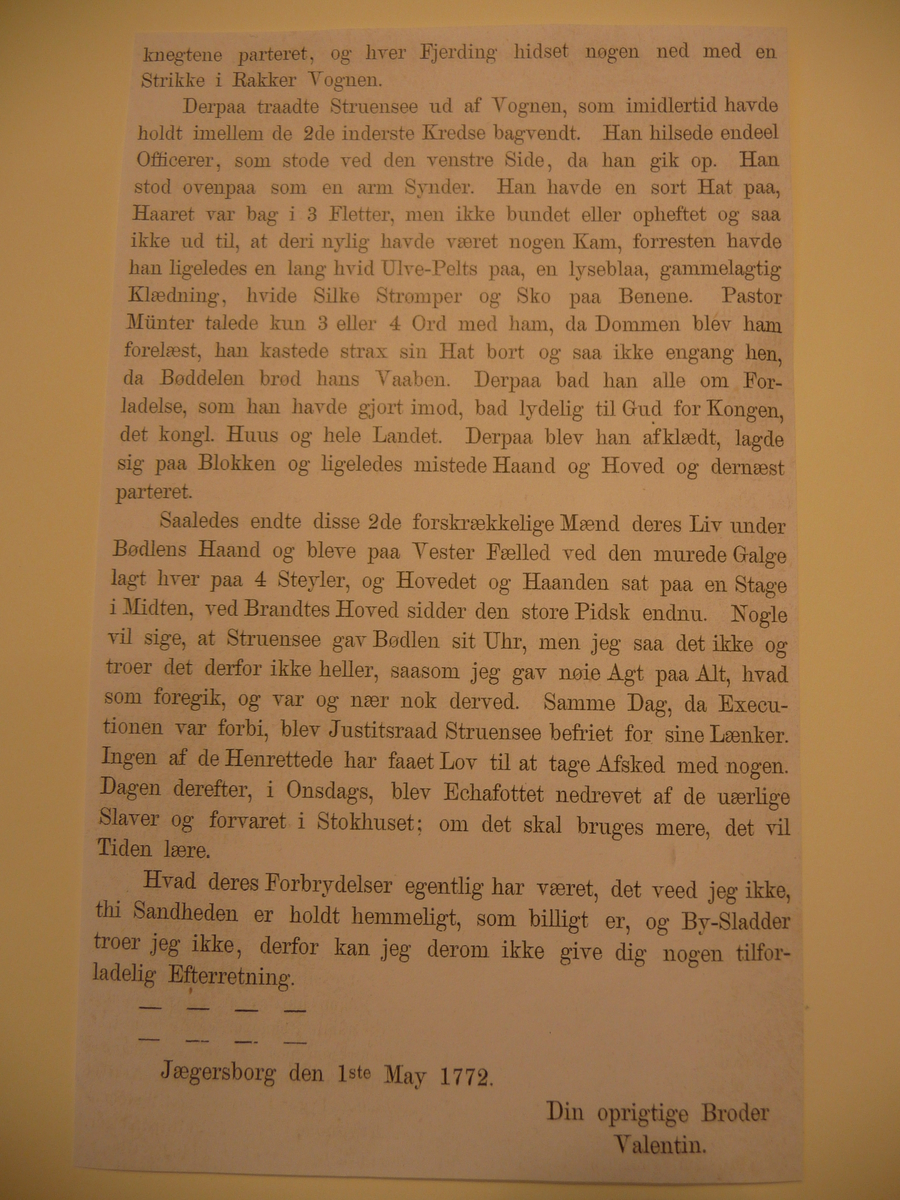 knegtene parteret, og hver Fjerding hidset nogen ned med en
Strikke i Rakker Vognen.
Derpaa traadte Struensee ud af Vognen, som imidlertid havde
holdt imellem de 2de inderste Kredse bagvendt. Han hilsede endeel
Officerer, som stode ved den venstre Side, da han gik op. Han
stod ovenpaa som en arm Synder. Han havde en sort Hat paa,
Haaret var bag i 3 Fletter, men ikke bundet eller opheftet og saa
ikke ud til, at deri nylig havde været nogen Kam, forresten havde
han ligeledes en lang hvid Ulve-Pelts paa, en lyseblaa, gammelagtig
Klædning, hvide Silke Strømper og Sko paa Benene. Pastor
Münter talede kun 3 eller 4 Ord med ham, da Dommen blev ham
forelæst, han kastede strax sin Hat bort og saa ikke engang hen,
da Bøddelen brød hans Vaaben. Derpaa bad han alle om For-
ladelse, som han havde gjort imod, bad lydelig til Gud for Kongen,
det kongl. Huus og hele Landet. Derpaa blev han afklædt, lagde
sig paa Blokken og ligeledes mistede Haand og Hoved og dernæst
parteret.
Saaledes endte disse 2de forskrækkelige Mænd deres Liv under
Bødlens Haand og bleve paa Vester Fælled ved den murede Galge
lagt hver paa 4 Steyler, og Hovedet og Haanden sat paa en Stage
i Midten, ved Brandtes Hoved sidder den store Pidsk endnu. Nogle
vil sige, at Struensee gav Bødlen sit Uhr, men jeg saa det ikke og
troer det derfor ikke heller, saasom jeg gav nøie Agt paa Alt, hvad
som foregik, og var og nær nok derved. Samme Dag, da Execu-
tionen var forbi, blev Justitsraad Struensee befriet for sine Lænker.
Ingen af de Henrettede har faaet Lov til at tage Afsked med nogen.
Dagen derefter, i Onsdags, blev Echafottet nedrevet af de uærlige
Slaver og forvaret i Stokhuset; om det skal bruges mere, det vil
Tiden lære.
Hvad deres Forbrydelser egentlig har været, det veed jeg ikke,
thi Sandheden er holdt hemmeligt, som billigt er, og By-Sladder
troer jeg ikke, derfor kan jeg derom ikke give dig nogen tilfor-
ladelig Efterretning.
— — — —
— — — —
Jægersborg den 1ste May 1772.
Din oprigtige Broder
Valentin.